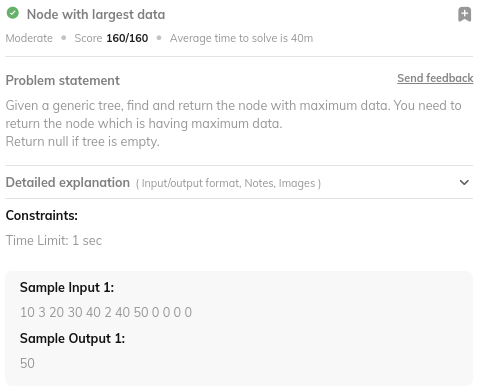 Node with largest data
Moderate • Score 160/160 • Average time to solve is 40m
Problem statement Send feedback
Given a generic tree, find and return the node with maximum data. You need to
return the node which is having maximum data.
Return null if tree is empty.
Detailed explanation ( Input/output format, Notes, Images )
Constraints:
Time Limit: 1 sec
Sample Input 1:
10 3 20 30 40 2 40 50 0 0 0 0
Sample Output 1:
50